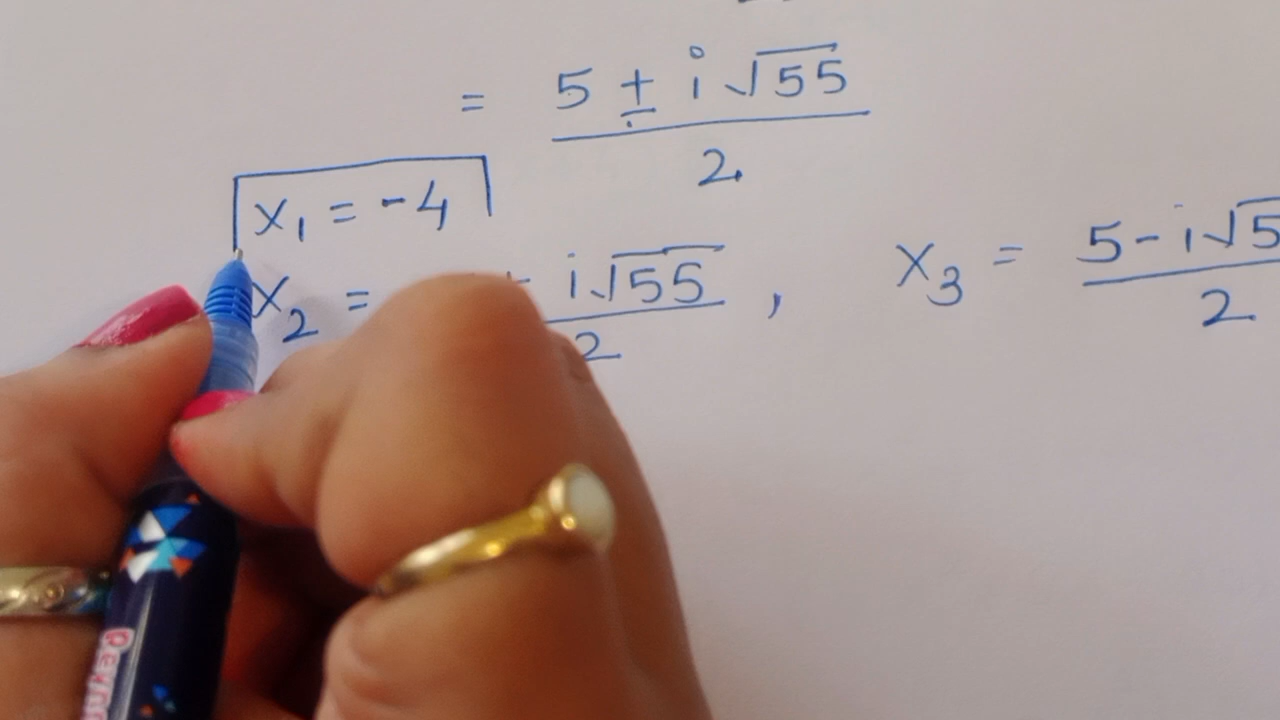 = 5 ± i√55 / 2
x₁ = -4
x₂ = + i√55 / 2 , x₃ = 5 - i√5 / 2